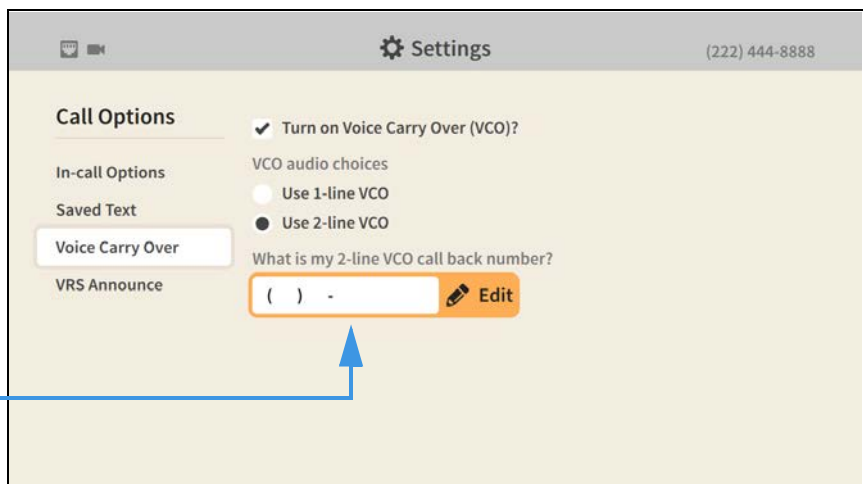 Settings
(222) 444-8888
Call Options
In-call Options
Saved Text
Voice Carry Over
VRS Announce
Turn on Voice Carry Over (VCO)?
VCO audio choices
Use 1-line VCO
Use 2-line VCO
What is my 2-line VCO call back number?
( ) - Edit